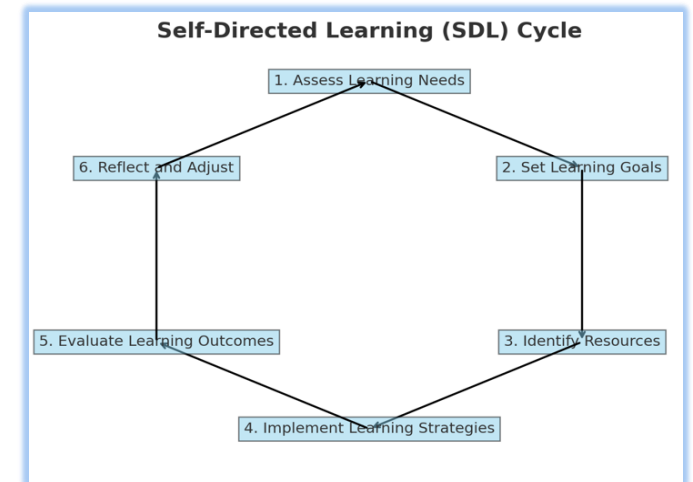 Self-Directed Learning (SDL) Cycle
1. Assess Learning Needs
2. Set Learning Goals
3. Identify Resources
4. Implement Learning Strategies
5. Evaluate Learning Outcomes
6. Reflect and Adjust